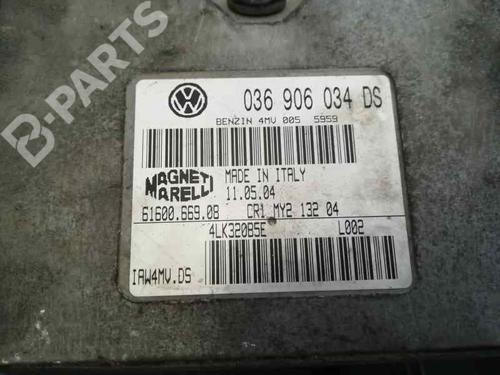 B-PARTS
036 906 034 DS
BENZIN 4MV 005 5959
MAGNETI MARELLI
MADE IN ITALY
11.05.04
61600.669.08 CR1 MY2 132 04
4LK320B5E L002
IAW4MV.DS